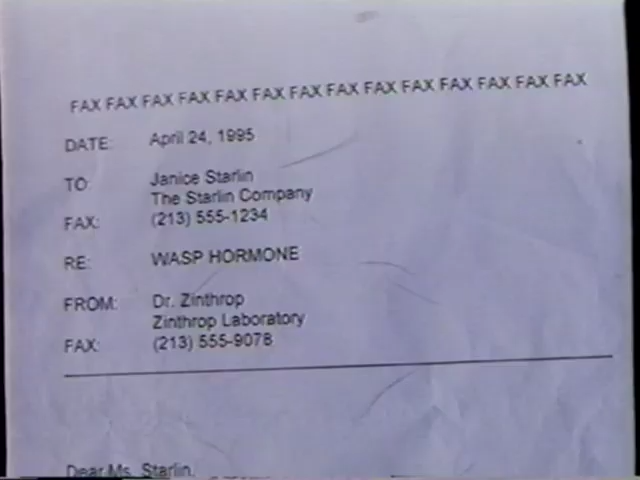 FAX FAX FAX FAX FAX FAX FAX FAX FAX FAX FAX FAX FAX FAX
DATE: April 24, 1995
TO: Janice Starlin
The Starlin Company
FAX: (213) 555-1234
RE: WASP HORMONE
FROM: Dr. Zinthrop
Zinthrop Laboratory
FAX: (213) 555-9078
Dear Ms. Starlin,